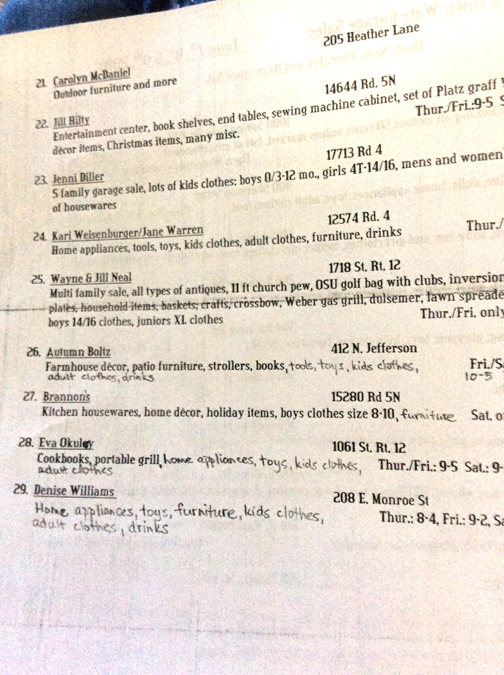 205 Heather Lane
21. Carolyn McDaniel
Outdoor furniture and more
14644 Rd. 5N
22. Jill Hilty
Entertainment center, book shelves, end tables, sewing machine cabinet, set of Platz graff
décor items, Christmas items, many misc. Thur./Fri.:9-5
17713 Rd 4
23. Jenni Diller
5 family garage sale, lots of kids clothes: boys 0/3-12 mo., girls 4T-14/16, mens and women
of housewares
12574 Rd. 4
24. Kari Weisenburger/Jane Warren Thur./
Home appliances, tools, toys, kids clothes, adult clothes, furniture, drinks
1718 St. Rt. 12
25. Wayne & Jill Neal
Multi family sale, all types of antiques, 11 ft church pew, OSU golf bag with clubs, inversion
plates, household items, baskets, crafts, crossbow, Weber gas grill, dulsemer, lawn spreade
boys 14/16 clothes, juniors XL clothes Thur./Fri. only
26. Autumn Boltz 412 N. Jefferson
Farmhouse décor, patio furniture, strollers, books, tools, toys, kids clothes, Fri./S
adult clothes, drinks 10-5
27. Brannon's 15280 Rd 5N
Kitchen housewares, home décor, holiday items, boys clothes size 8-10, furniture Sat. o
28. Eva Okuley 1061 St. Rt. 12
Cookbooks, portable grill, home appliances, toys, kids clothes, Thur./Fri.: 9-5 Sat.: 9-
adult clothes
29. Denise Williams 208 E. Monroe St
Home appliances, toys, furniture, kids clothes, Thur.: 8-4, Fri.: 9-2, Sa
adult clothes, drinks